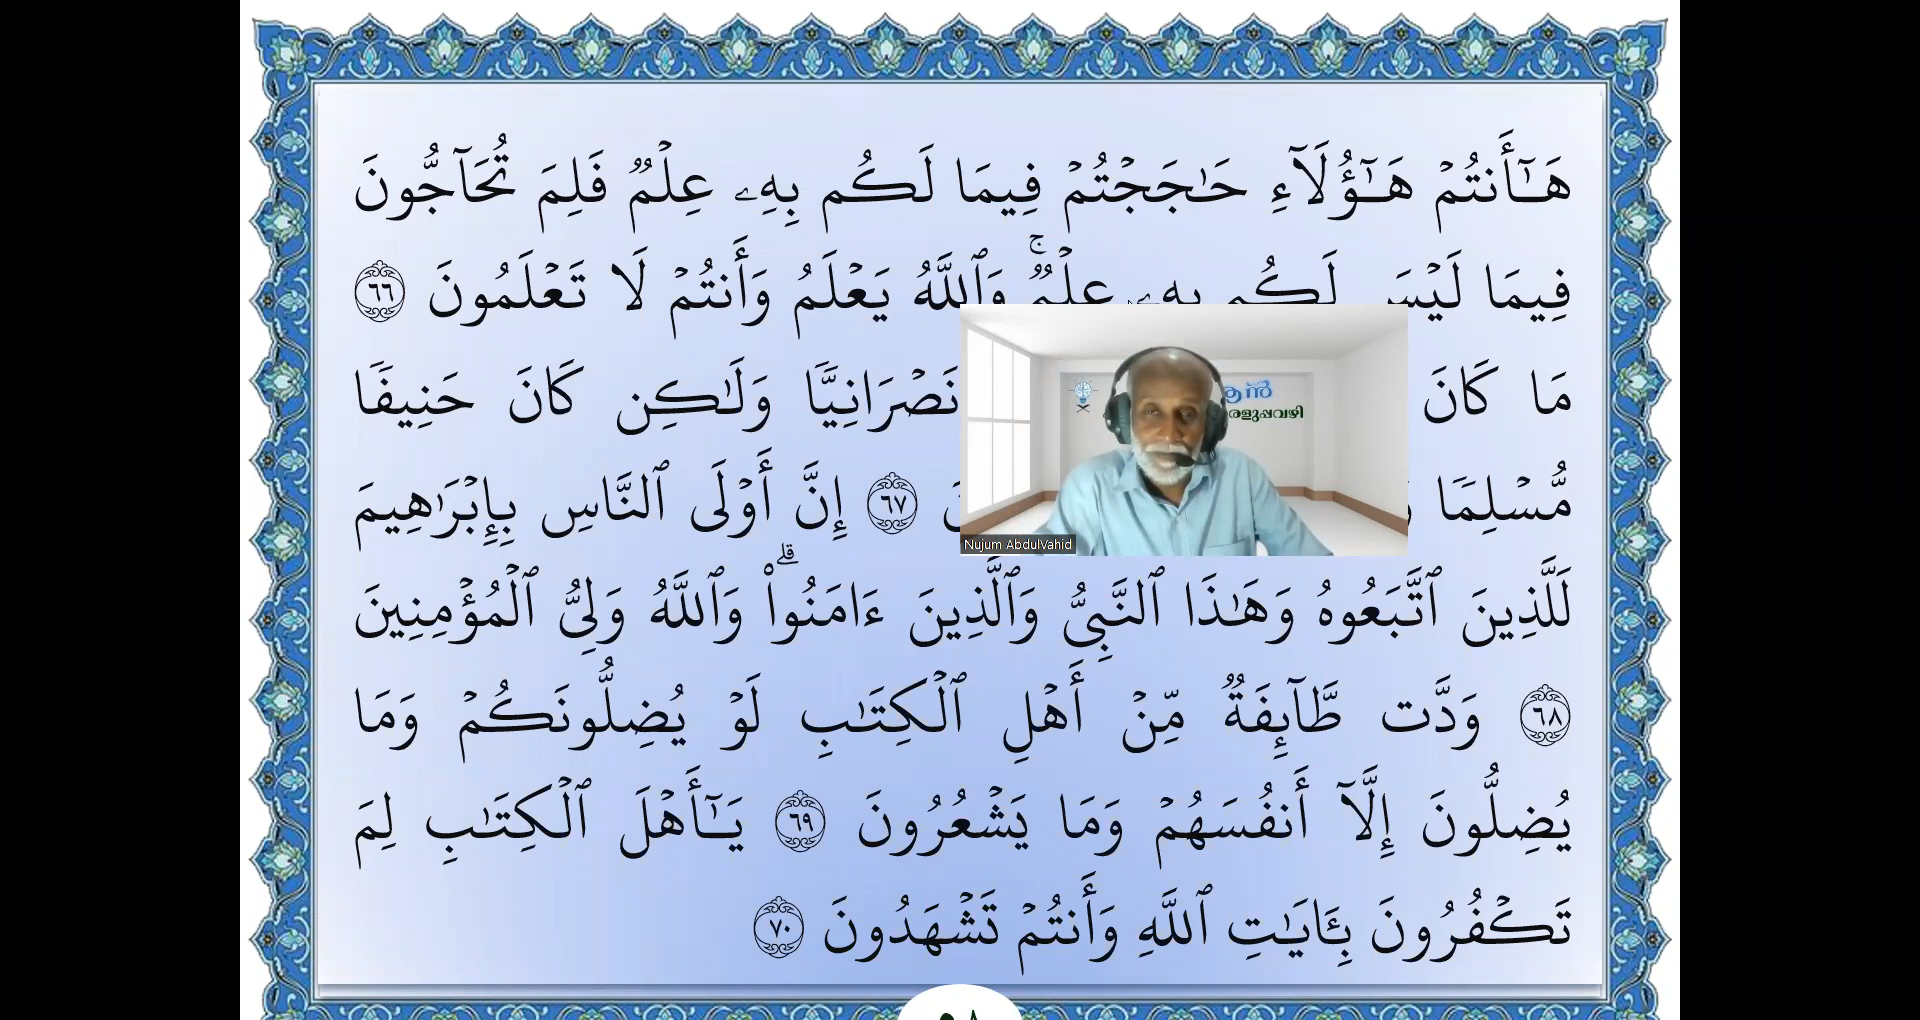 هَـٰٓأَنتُمۡ هَـٰٓؤُلَآءِ حَـٰجَجۡتُمۡ فِيمَا لَكُم بِهِۦ عِلۡمٞ فَلِمَ تُحَآجُّونَ
فِيمَا لَيۡسَ لَكُم بِهِۦ عِلۡمٞۚ وَٱللَّهُ يَعۡلَمُ وَأَنتُمۡ لَا تَعۡلَمُونَ ٦٦
مَا كَانَ نَصۡرَانِيّٗا وَلَـٰكِن كَانَ حَنِيفٗا
مُّسۡلِمٗا ٦٧ إِنَّ أَوۡلَى ٱلنَّاسِ بِإِبۡرَٰهِيمَ
لَلَّذِينَ ٱتَّبَعُوهُ وَهَـٰذَا ٱلنَّبِيُّ وَٱلَّذِينَ ءَامَنُواْۗ وَٱللَّهُ وَلِيُّ ٱلۡمُؤۡمِنِينَ
٦٨ وَدَّت طَّآئِفَةٞ مِّنۡ أَهۡلِ ٱلۡكِتَـٰبِ لَوۡ يُضِلُّونَكُمۡ وَمَا
يُضِلُّونَ إِلَّآ أَنفُسَهُمۡ وَمَا يَشۡعُرُونَ ٦٩ يَـٰٓأَهۡلَ ٱلۡكِتَـٰبِ لِمَ
تَكۡفُرُونَ بِـَٔايَـٰتِ ٱللَّهِ وَأَنتُمۡ تَشۡهَدُونَ ٧٠
Nujum AbdulVahid